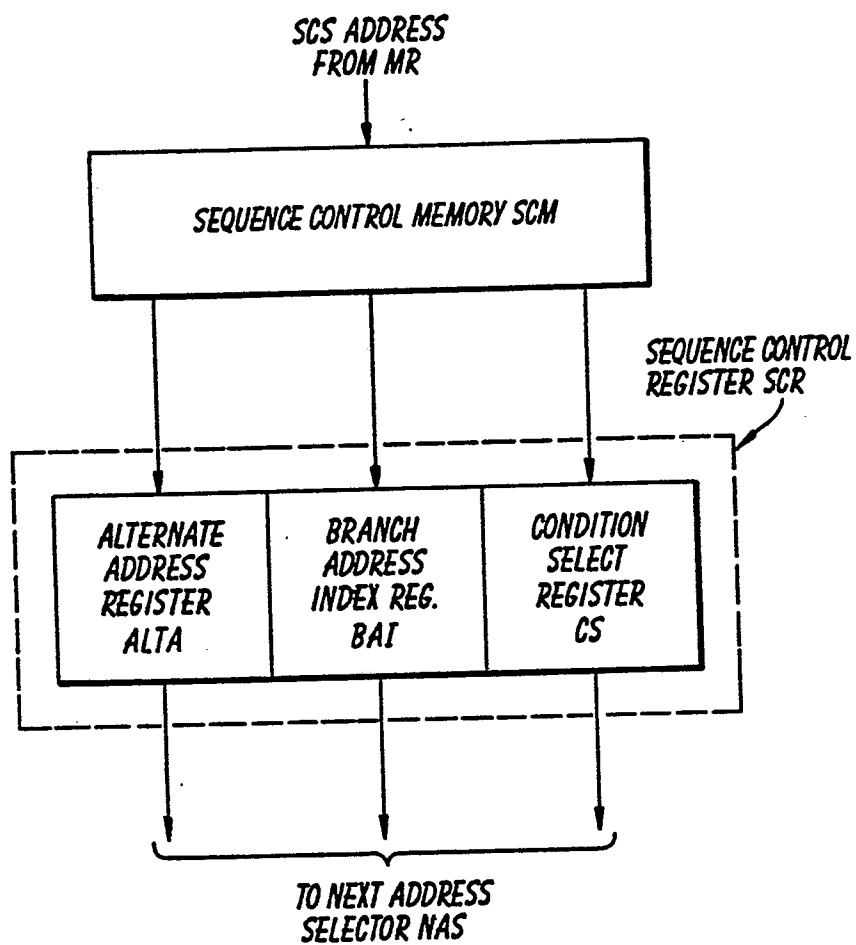 SCS ADDRESS
FROM MR
SEQUENCE CONTROL MEMORY SCM
SEQUENCE CONTROL
REGISTER SCR
ALTERNATE
ADDRESS
REGISTER
ALTA
BRANCH
ADDRESS
INDEX REG.
BAI
CONDITION
SELECT
REGISTER
CS
TO NEXT ADDRESS
SELECTOR NAS